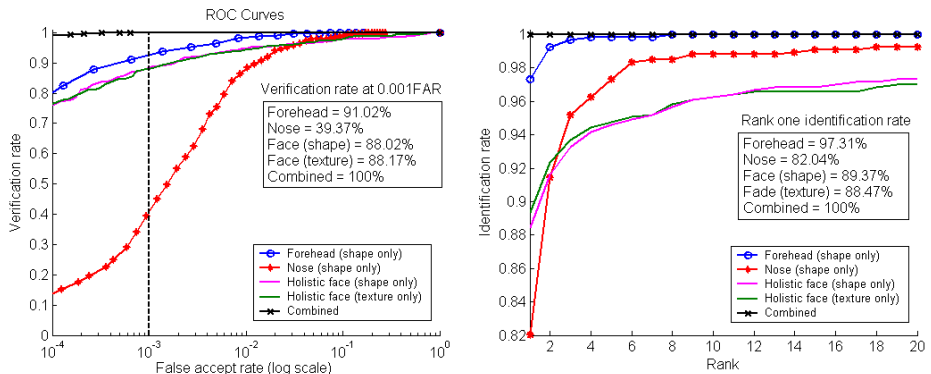 ROC Curves
1
0.9
0.8
0.7
0.6
0.5
0.4
0.3
0.2
0.1
0
Verification rate
Verification rate at 0.001FAR
Forehead = 91.02%
Nose = 39.37%
Face (shape) = 88.02%
Face (texture) = 88.17%
Combined = 100%
Forehead (shape only)
Nose (shape only)
Holistic face (shape only)
Holistic face (texture only)
Combined
10-4
10-3
10-2
10-1
100
False accept rate (log scale)
1
0.98
0.96
0.94
0.92
0.9
0.88
0.86
0.84
0.82
Identification rate
Rank one identification rate
Forehead = 97.31%
Nose = 82.04%
Face (shape) = 89.37%
Fade (texture) = 88.47%
Combined = 100%
Forehead (shape only)
Nose (shape only)
Holistic face (shape only)
Holistic face (texture only)
Combined
2 4 6 8 10 12 14 16 18 20
Rank